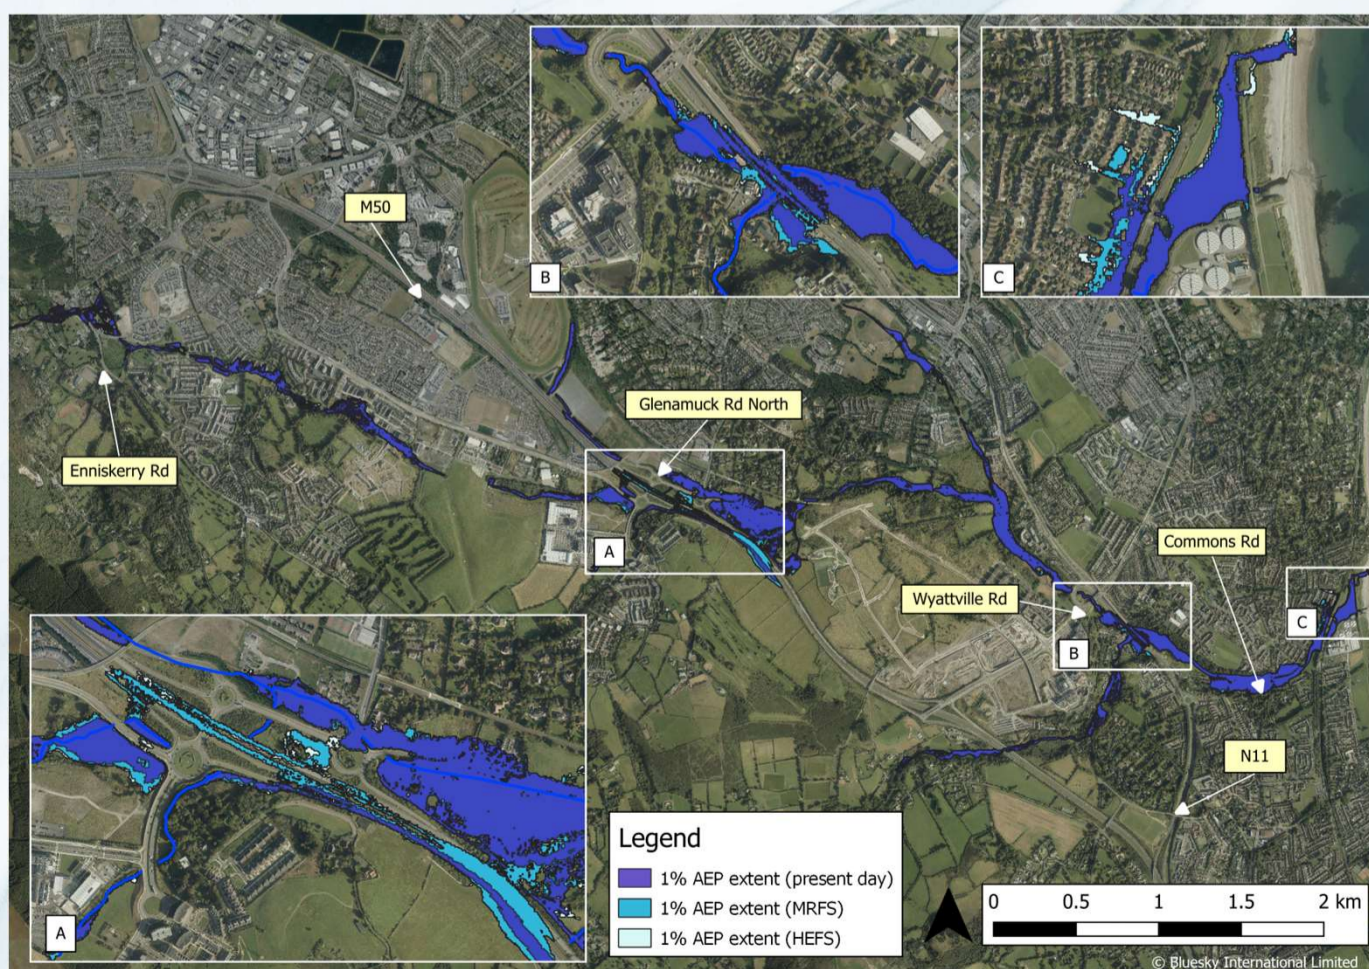 B
C
M50
Glenamuck Rd North
Enniskerry Rd
A
Commons Rd
Wyattville Rd
C
B
N11
A
Legend
1% AEP extent (present day)
1% AEP extent (MRFS)
1% AEP extent (HEFS)
0 0.5 1 1.5 2 km
© Bluesky International Limited